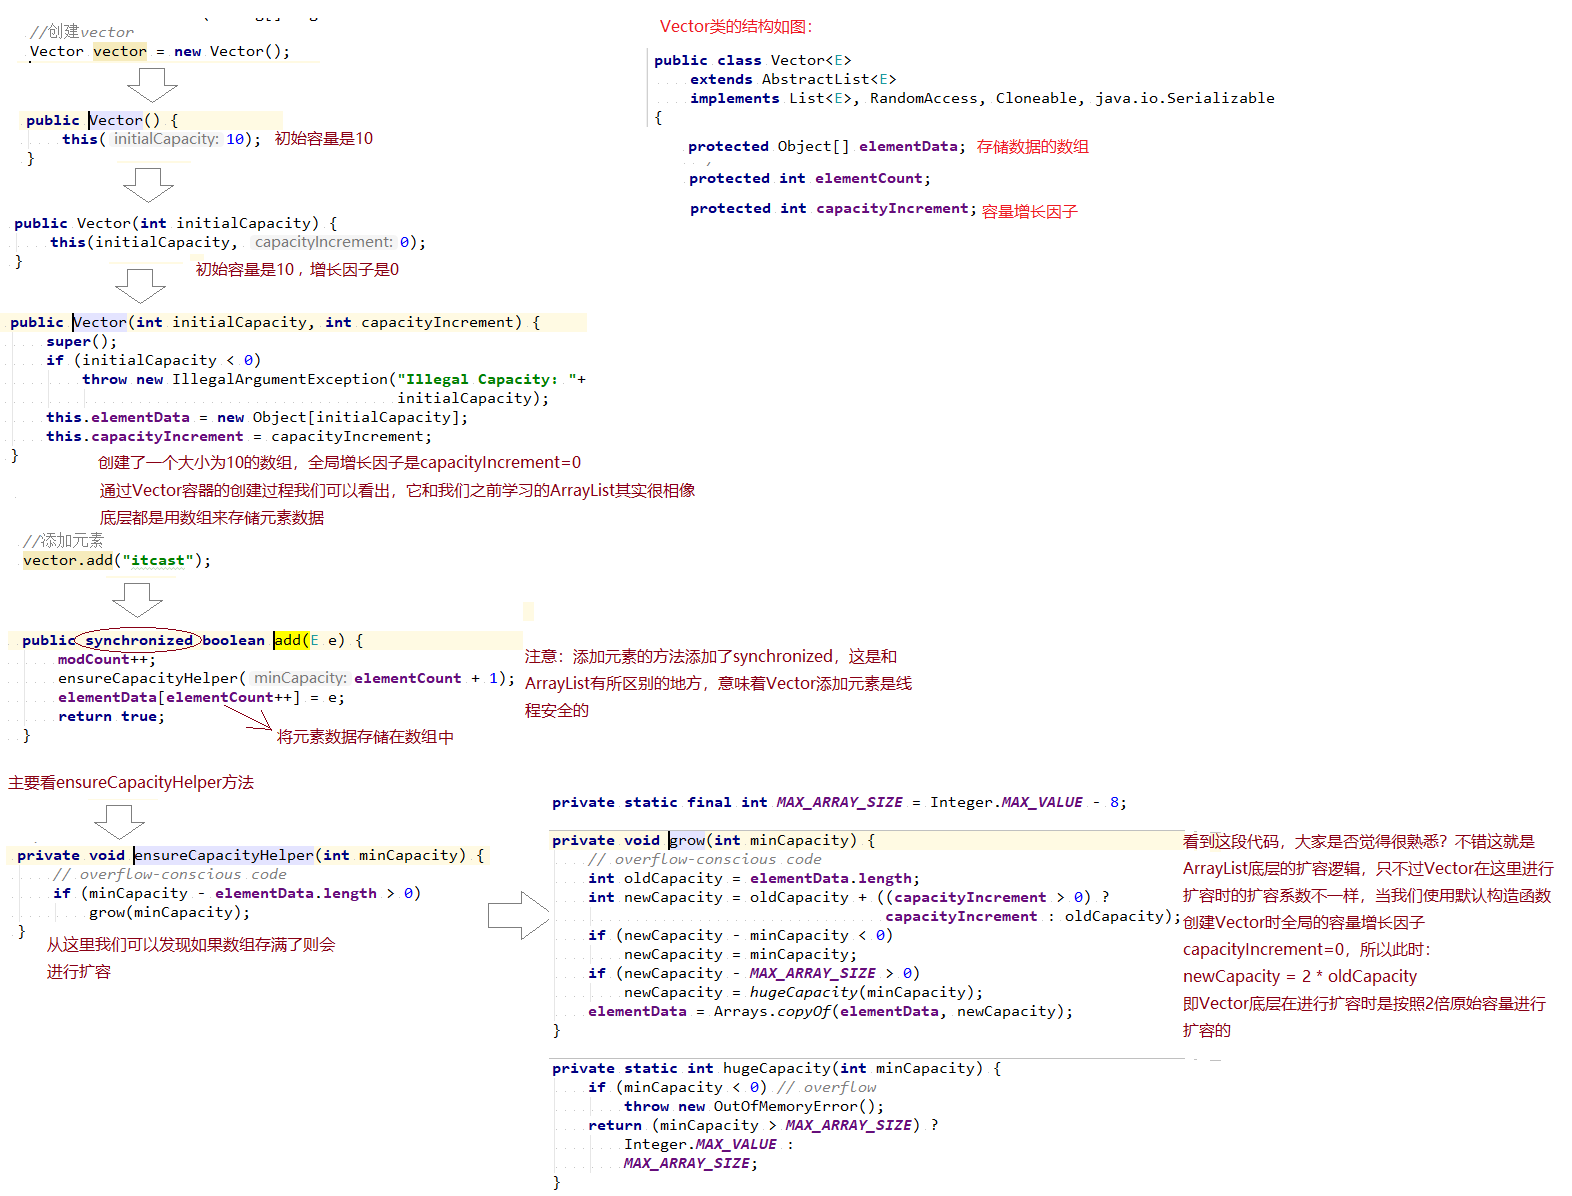 //创建vector
Vector vector = new Vector();
public Vector() {
this( initialCapacity: 10); 初始容量是10
}
public Vector(int initialCapacity) {
this(initialCapacity, capacityIncrement: 0);
}
初始容量是10，增长因子是0
public Vector(int initialCapacity, int capacityIncrement) {
super();
if (initialCapacity < 0)
throw new IllegalArgumentException("Illegal Capacity: "+
initialCapacity);
this.elementData = new Object[initialCapacity];
this.capacityIncrement = capacityIncrement;
}
创建了一个大小为10的数组，全局增长因子是capacityIncrement=0
通过Vector容器的创建过程我们可以看出，它和我们之前学习的ArrayList其实很相像
底层都是用数组来存储元素数据
Vector类的结构如图：
public class Vector<E>
extends AbstractList<E>
implements List<E>, RandomAccess, Cloneable, java.io.Serializable
{
protected Object[] elementData; 存储数据的数组
protected int elementCount;
protected int capacityIncrement; 容量增长因子
//添加元素
vector.add("itcast");
public synchronized boolean add(E e) {
modCount++;
ensureCapacityHelper( minCapacity: elementCount + 1);
elementData[elementCount++] = e;
return true;
}
将元素数据存储在数组中
注意：添加元素的方法添加了synchronized，这是和
ArrayList有所区别的地方，意味着Vector添加元素是线
程安全的
主要看ensureCapacityHelper方法
private void ensureCapacityHelper(int minCapacity) {
// overflow-conscious code
if (minCapacity - elementData.length > 0)
grow(minCapacity);
}
从这里我们可以发现如果数组存满了则会
进行扩容
private static final int MAX_ARRAY_SIZE = Integer.MAX_VALUE - 8;
private void grow(int minCapacity) {
// overflow-conscious code
int oldCapacity = elementData.length;
int newCapacity = oldCapacity + ((capacityIncrement > 0) ?
capacityIncrement : oldCapacity);
if (newCapacity - minCapacity < 0)
newCapacity = minCapacity;
if (newCapacity - MAX_ARRAY_SIZE > 0)
newCapacity = hugeCapacity(minCapacity);
elementData = Arrays.copyOf(elementData, newCapacity);
}
看到这段代码，大家是否觉得很熟悉？不错这就是
ArrayList底层的扩容逻辑，只不过Vector在这里进行
扩容时的扩容系数不一样，当我们使用默认构造函数
创建Vector时全局的容量增长因子
capacityIncrement=0，所以此时：
newCapacity = 2 * oldCapacity
即Vector底层在进行扩容时是按照2倍原始容量进行
扩容的
private static int hugeCapacity(int minCapacity) {
if (minCapacity < 0) // overflow
throw new OutOfMemoryError();
return (minCapacity > MAX_ARRAY_SIZE) ?
Integer.MAX_VALUE :
MAX_ARRAY_SIZE;
}